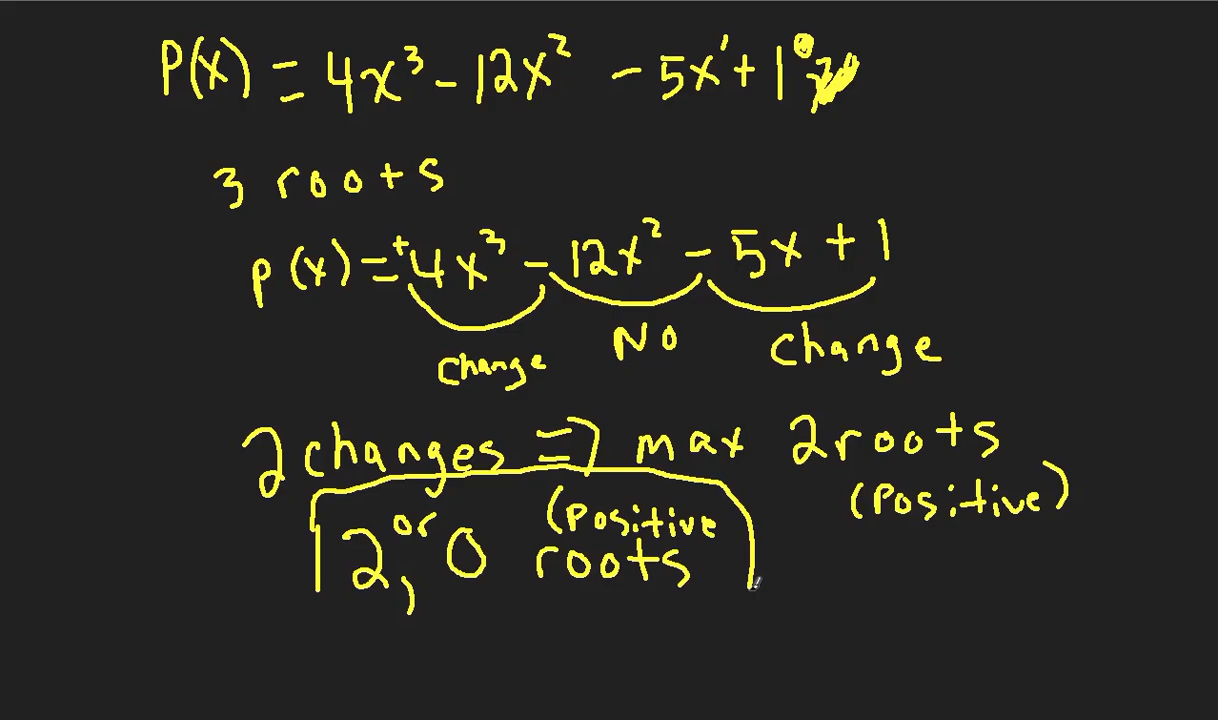 P(x) = 4x³ - 12x² - 5x¹ + 1⁰
3 roots
p(x) = +4x³ - 12x² - 5x + 1
change NO change
2 changes => max 2 roots
(positive)
2, or 0 (positive
roots